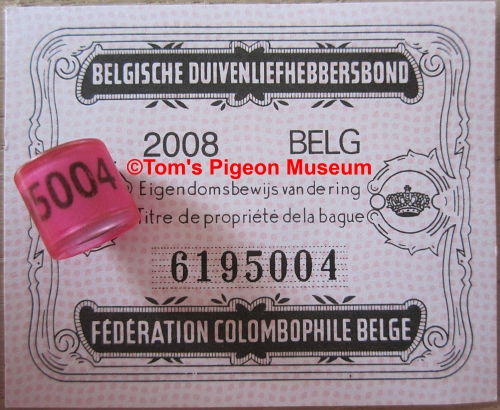 BELGISCHE DUIVENLIEFHEBBERSBOND
2008 BELG
©Tom's Pigeon Museum
5004
Eigendomsbewijs van de ring
Titre de propriété de la bague
6195004
FÉDÉRATION COLOMBOPHILE BELGE